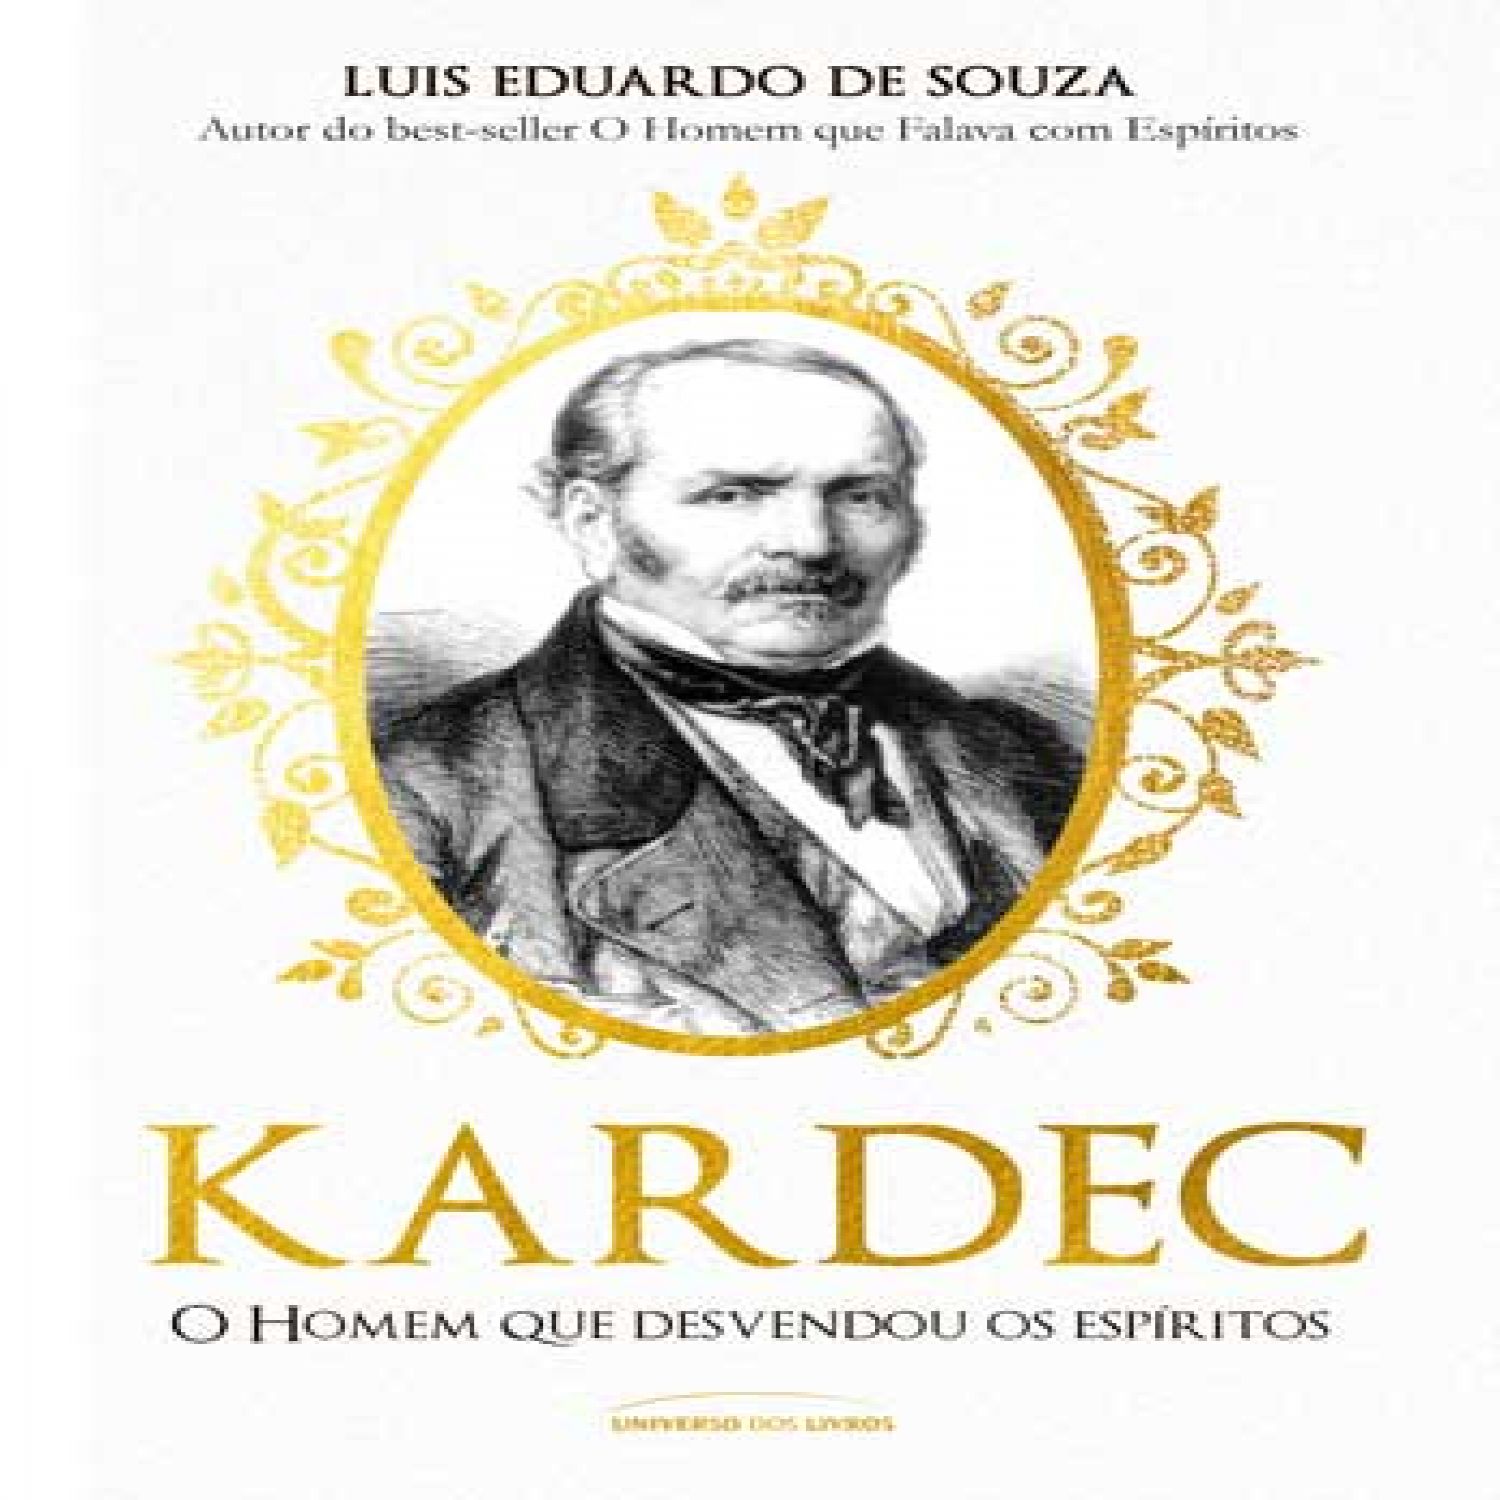 LUIS EDUARDO DE SOUZA
Autor do best-seller O Homem que Falava com Espíritos
KARDEC
O HOMEM QUE DESVENDOU OS ESPÍRITOS
UNIVERSO DOS LIVROS